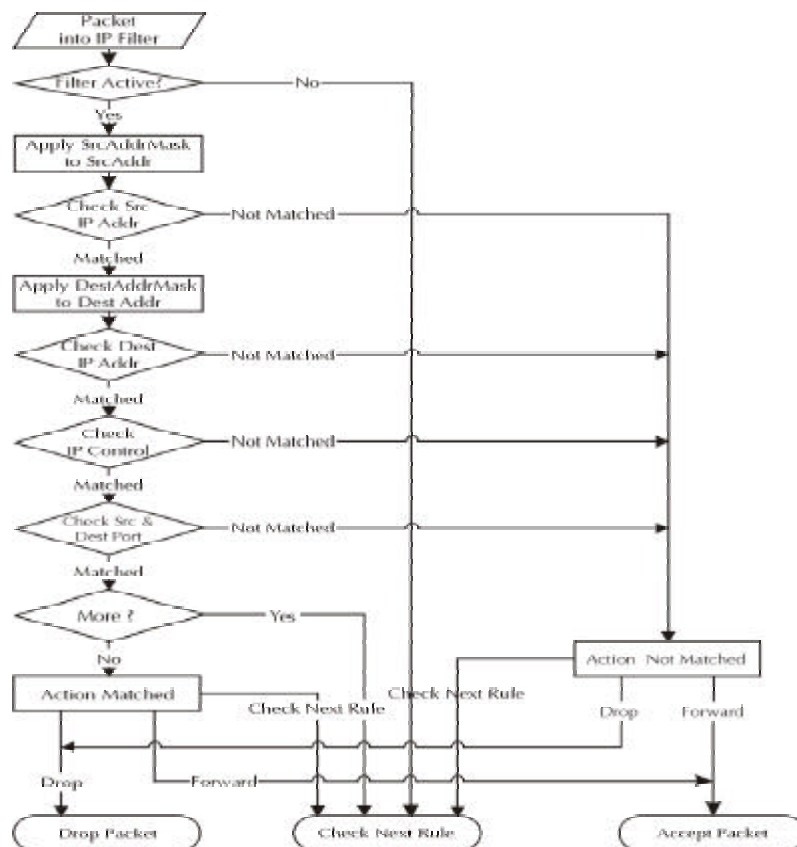 Packet
into IP Filter
Filter Active?
No
Yes
Apply SrcAddrMask
to SrcAddr
Check Src
IP Addr
Not Matched
Matched
Apply DestAddrMask
to Dest Addr
Check Dest
IP Addr
Not Matched
Matched
Check
IP Control
Not Matched
Matched
Check Src &
Dest Port
Not Matched
Matched
More ?
Yes
No
Action Not Matched
Action Matched
Check Next Rule
Check Next Rule
Drop
Forward
Drop
Forward
Drop Packet
Check Next Rule
Accept Packet